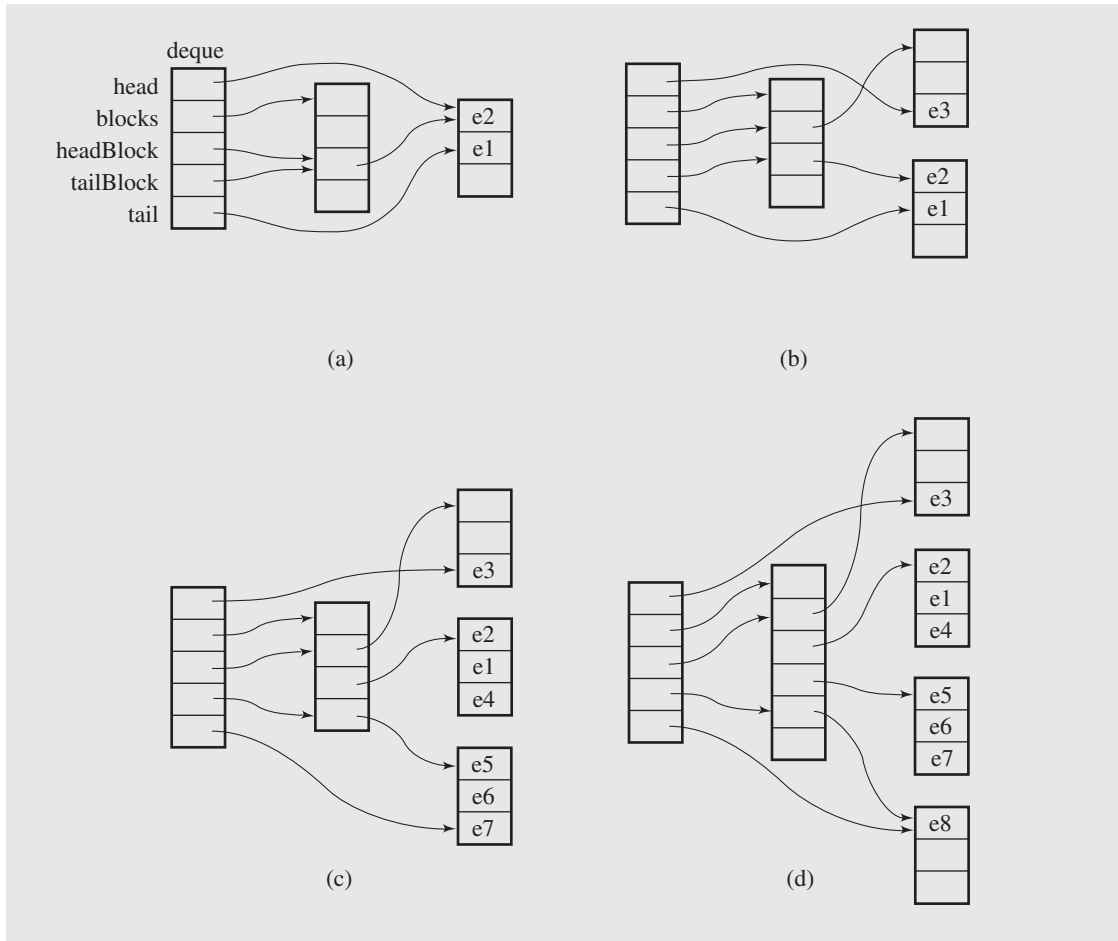 deque
head
blocks
headBlock
tailBlock
tail
e2
e1
(a)
e3
e2
e1
(b)
e3
e2
e1
e4
e5
e6
e7
(c)
e3
e2
e1
e4
e5
e6
e7
e8
(d)